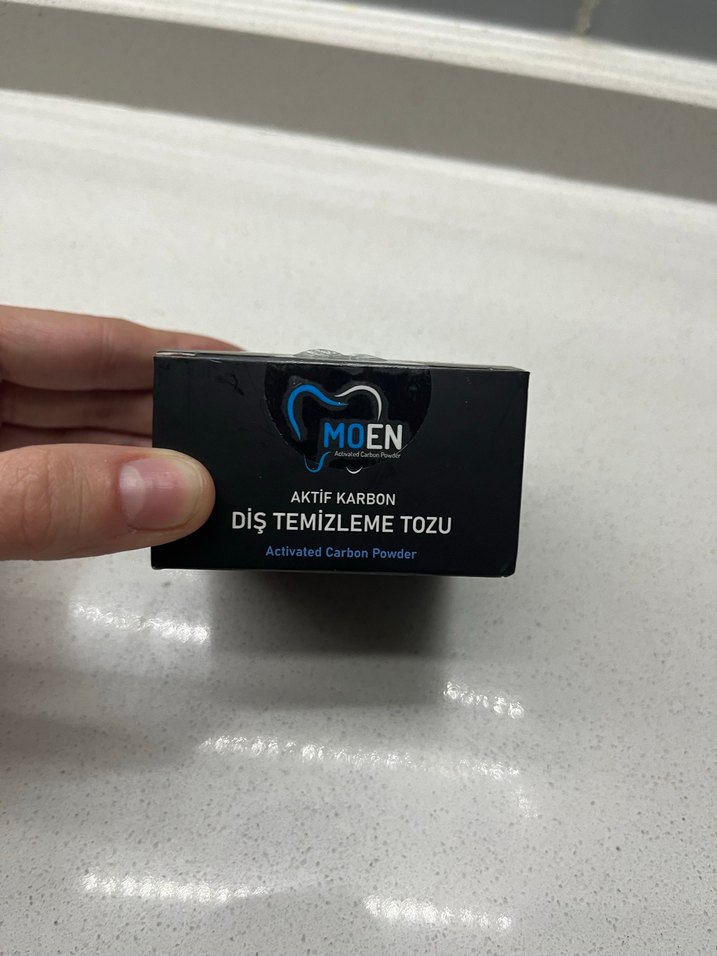 MOEN
Activated Carbon Powder
AKTİF KARBON
DİŞ TEMİZLEME TOZU
Activated Carbon Powder